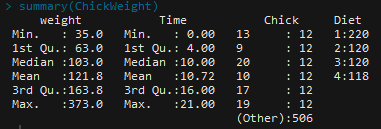 > summary(ChickWeight)
weight Time Chick Diet
Min. : 35.0 Min. : 0.00 13 : 12 1:220
1st Qu.: 63.0 1st Qu.: 4.00 9 : 12 2:120
Median :103.0 Median :10.00 20 : 12 3:120
Mean :121.8 Mean :10.72 10 : 12 4:118
3rd Qu.:163.8 3rd Qu.:16.00 17 : 12
Max. :373.0 Max. :21.00 19 : 12
(Other):506